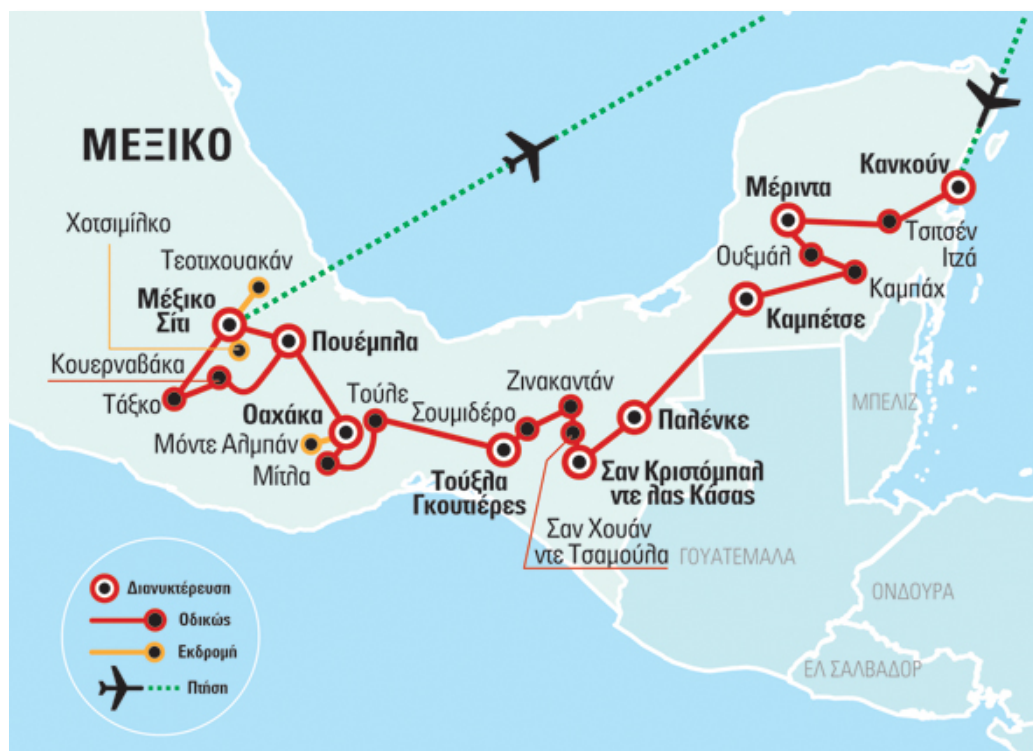 ΜΕΞΙΚΟ
Χοτσιμίλκο
Τεοτιχουακάν
Μέξικο
Σίτι
Πουέμπλα
Κουερναβάκα
Τάξκο
Οαχάκα
Μόντε Αλμπάν
Μίτλα
Τούλε
Σουμιδέρο
Ζινακαντάν
Τούξλα
Γκουτιέρες
Σαν Χουάν
ντε Τσαμούλα
Σαν Κριστόμπαλ
ντε λας Κάσας
Παλένκε
Καμπέτσε
Καμπάχ
Ουξμάλ
Μέριντα
Τσιτσέν
Ιτζά
Κανκούν
ΜΠΕΛΙΖ
ΓΟΥΑΤΕΜΑΛΑ
ΟΝΔΟΥΡΑ
ΕΛ ΣΑΛΒΑΔΟΡ
Διανυκτέρευση
Οδικώς
Εκδρομή
Πτήση